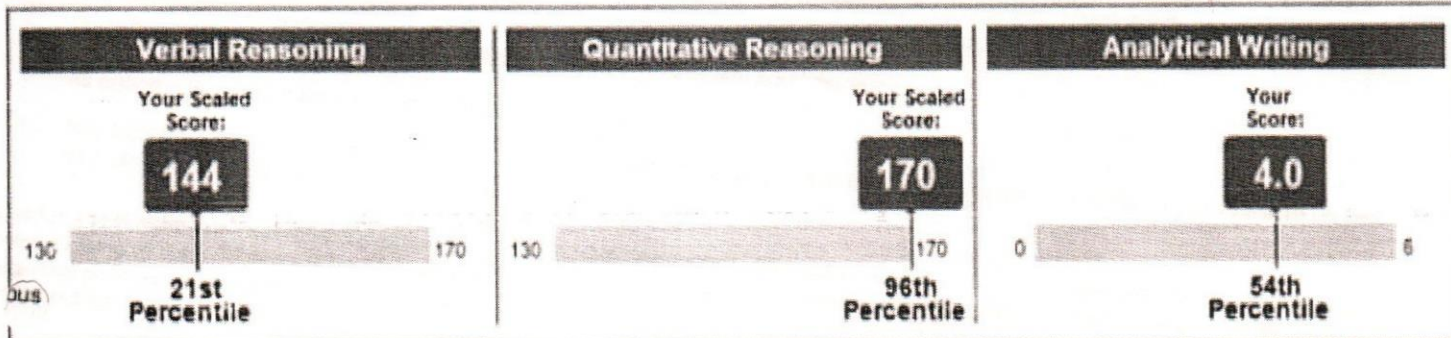 Verbal Reasoning
Your Scaled
Score:
144
130
170
21st
Percentile
Quantitative Reasoning
Your Scaled
Score:
170
130
170
96th
Percentile
Analytical Writing
Your
Score:
4.0
0
6
54th
Percentile